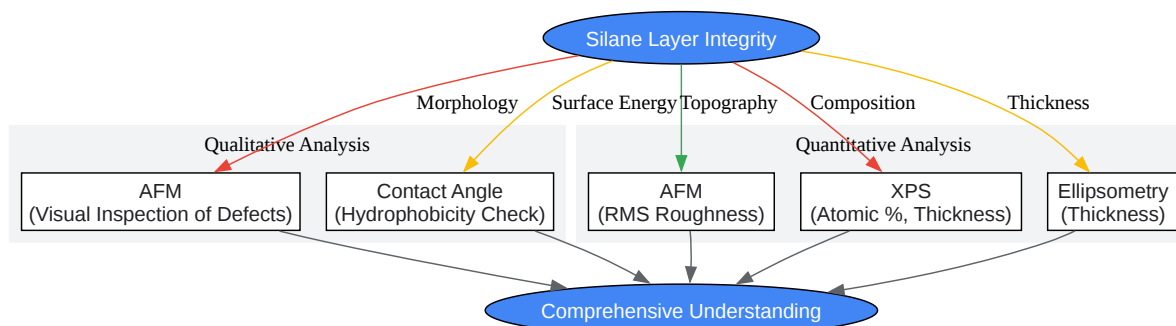 Silane Layer Integrity
Morphology
Surface Energy
Topography
Composition
Thickness
Qualitative Analysis
Quantitative Analysis
AFM
(Visual Inspection of Defects)
Contact Angle
(Hydrophobicity Check)
AFM
(RMS Roughness)
XPS
(Atomic %, Thickness)
Ellipsometry
(Thickness)
Comprehensive Understanding